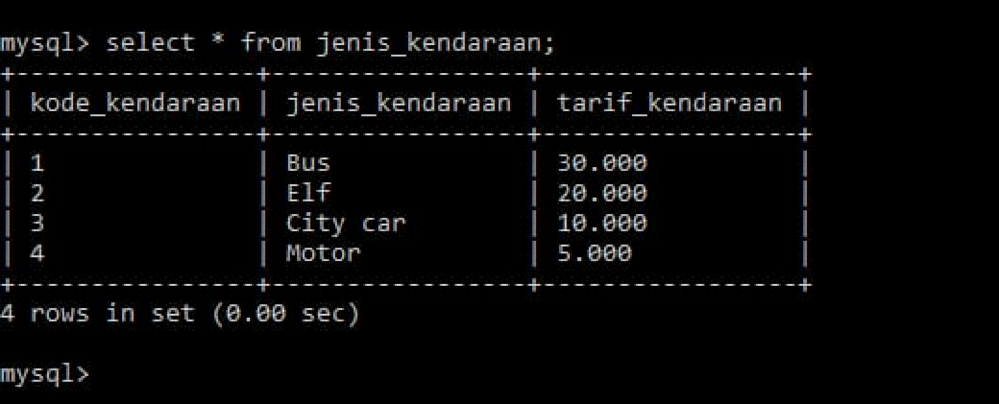 mysql> select * from jenis_kendaraan;
+----------------+-----------------+-----------------+
| kode_kendaraan | jenis_kendaraan | tarif_kendaraan |
+----------------+-----------------+-----------------+
| 1              | Bus             | 30.000          |
| 2              | Elf             | 20.000          |
| 3              | City car        | 10.000          |
| 4              | Motor           | 5.000           |
+----------------+-----------------+-----------------+
4 rows in set (0.00 sec)
mysql>